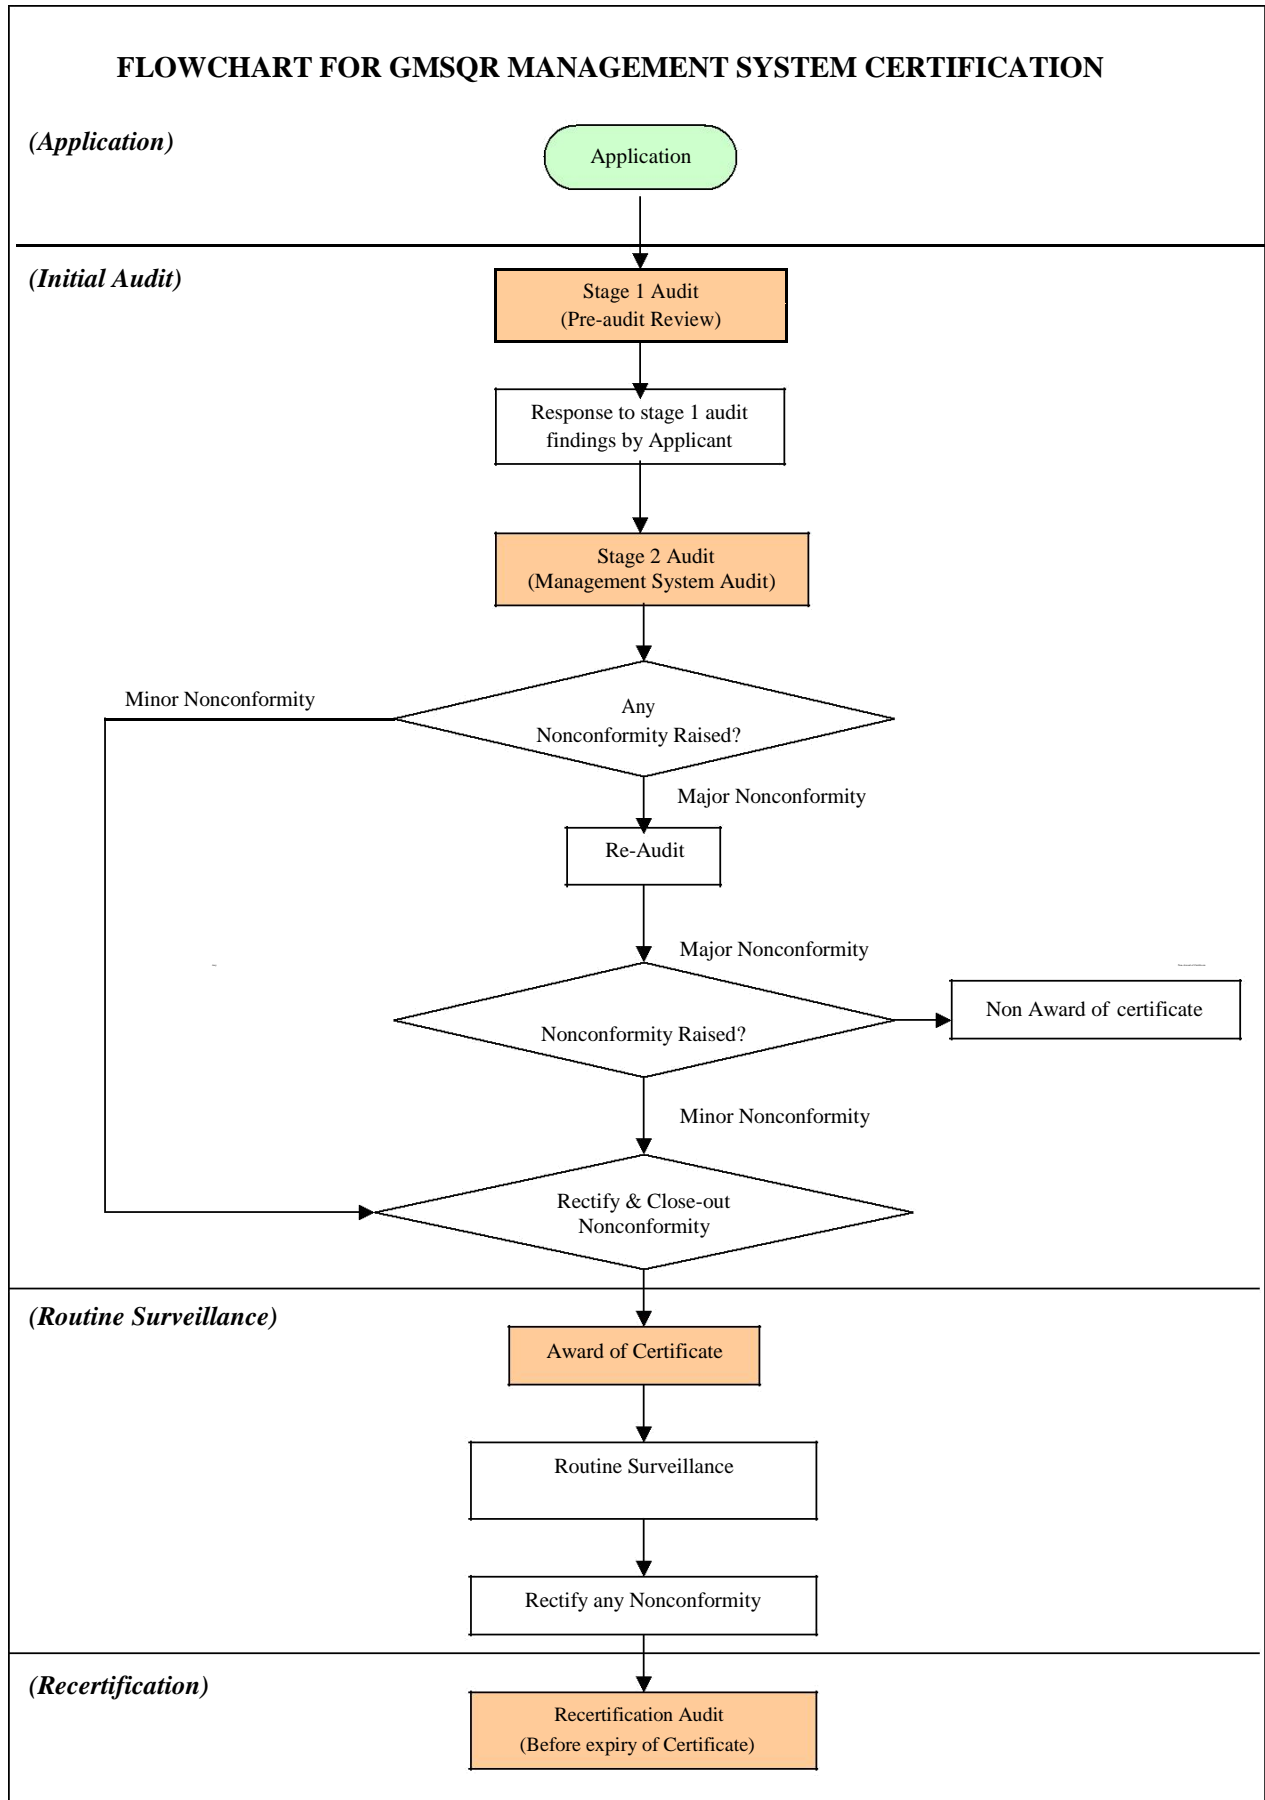 FLOWCHART FOR GMSQR MANAGEMENT SYSTEM CERTIFICATION
(Application)
Application
(Initial Audit)
Stage 1 Audit
(Pre-audit Review)
Response to stage 1 audit
findings by Applicant
Stage 2 Audit
(Management System Audit)
Minor Nonconformity
Any
Nonconformity Raised?
Major Nonconformity
Re-Audit
Major Nonconformity
Nonconformity Raised?
Non Award of certificate
Minor Nonconformity
Rectify & Close-out
Nonconformity
(Routine Surveillance)
Award of Certificate
Routine Surveillance
Rectify any Nonconformity
(Recertification)
Recertification Audit
(Before expiry of Certificate)